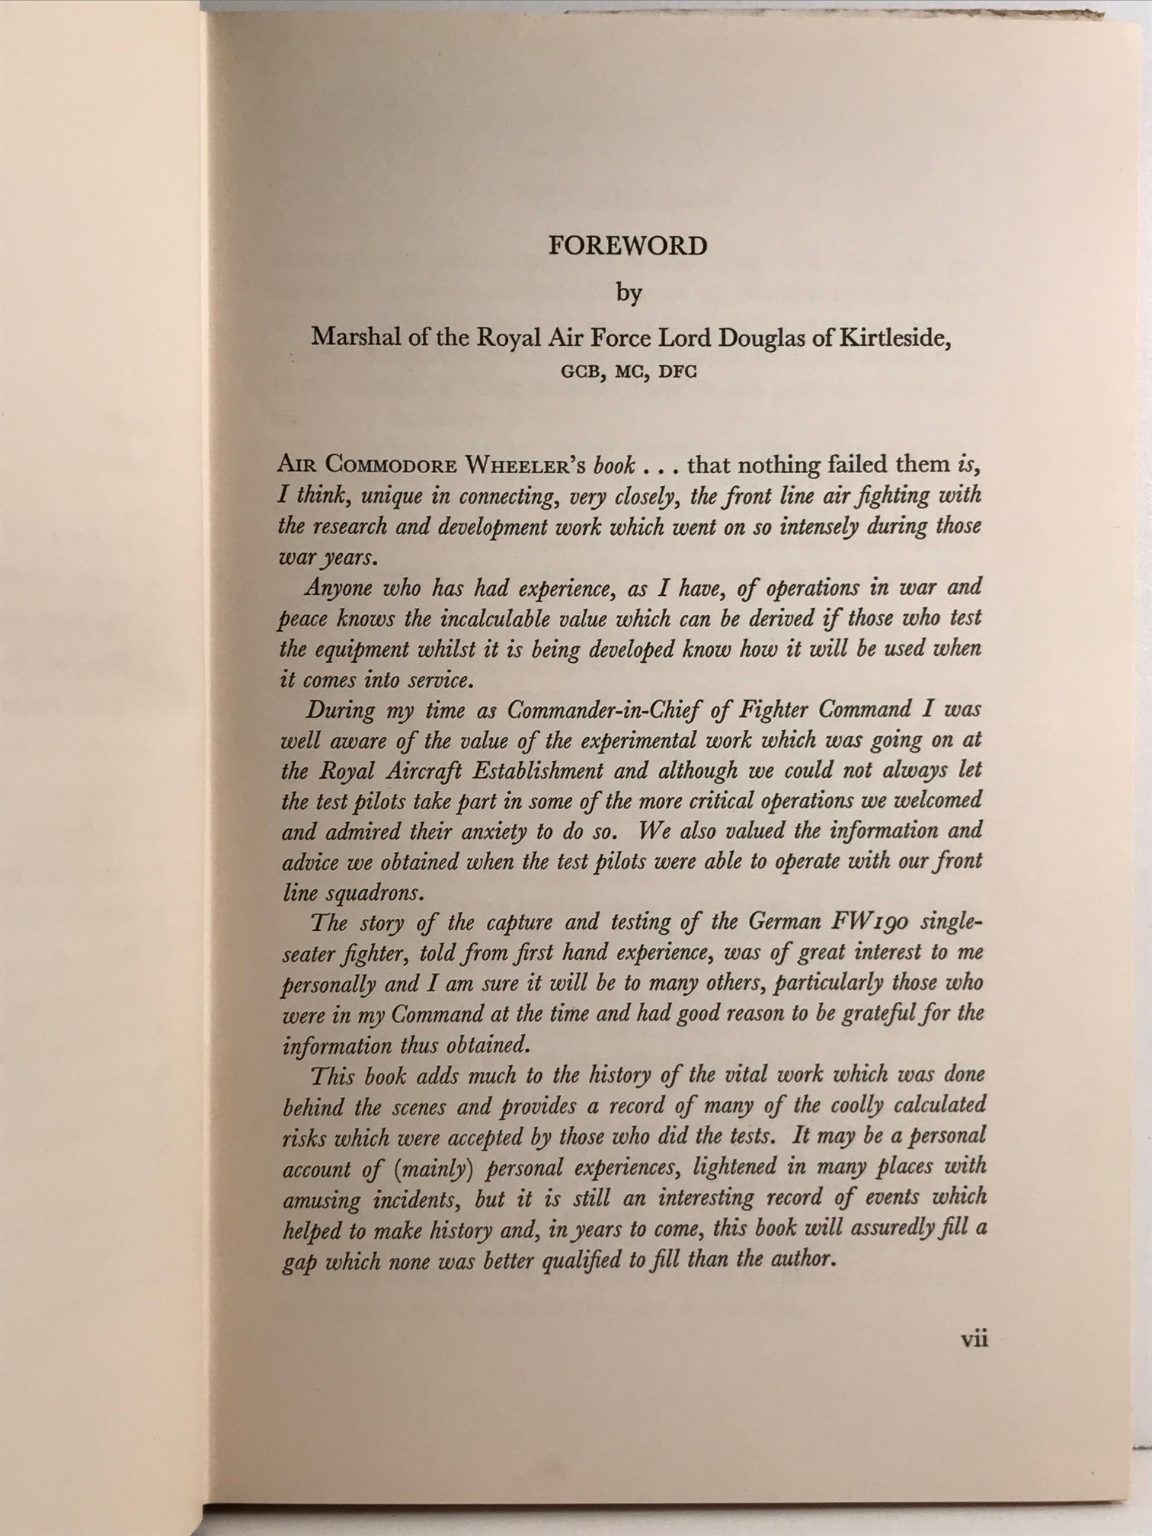 FOREWORD
by
Marshal of the Royal Air Force Lord Douglas of Kirtleside,
GCB, MC, DFC
AIR COMMODORE WHEELER'S book . . . that nothing failed them is,
I think, unique in connecting, very closely, the front line air fighting with
the research and development work which went on so intensely during those
war years.
Anyone who has had experience, as I have, of operations in war and
peace knows the incalculable value which can be derived if those who test
the equipment whilst it is being developed know how it will be used when
it comes into service.
During my time as Commander-in-Chief of Fighter Command I was
well aware of the value of the experimental work which was going on at
the Royal Aircraft Establishment and although we could not always let
the test pilots take part in some of the more critical operations we welcomed
and admired their anxiety to do so. We also valued the information and
advice we obtained when the test pilots were able to operate with our front
line squadrons.
The story of the capture and testing of the German FW190 single-
seater fighter, told from first hand experience, was of great interest to me
personally and I am sure it will be to many others, particularly those who
were in my Command at the time and had good reason to be grateful for the
information thus obtained.
This book adds much to the history of the vital work which was done
behind the scenes and provides a record of many of the coolly calculated
risks which were accepted by those who did the tests. It may be a personal
account of (mainly) personal experiences, lightened in many places with
amusing incidents, but it is still an interesting record of events which
helped to make history and, in years to come, this book will assuredly fill a
gap which none was better qualified to fill than the author.
vii